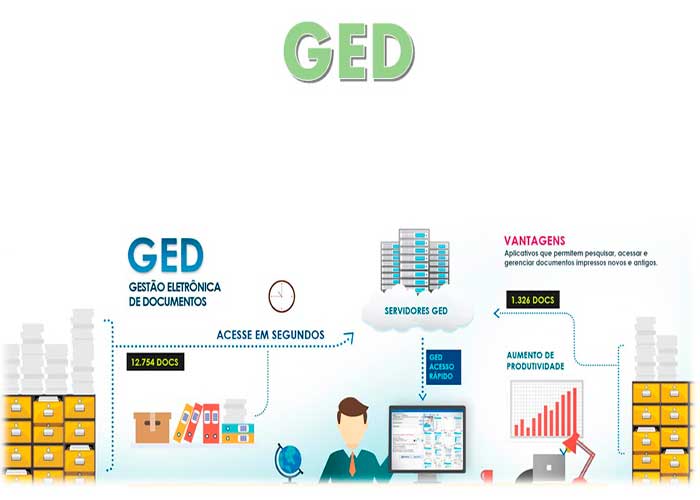 GED
GED
GESTÃO ELETRÔNICA
DE DOCUMENTOS
ACESSE EM SEGUNDOS
12.754 DOCS
SERVIDORES GED
GED
ACESSO
RÁPIDO
VANTAGENS
Aplicativos que permitem pesquisar, acessar e
gerenciar documentos impressos novos e antigos.
1.326 DOCS
AUMENTO DE
PRODUTIVIDADE